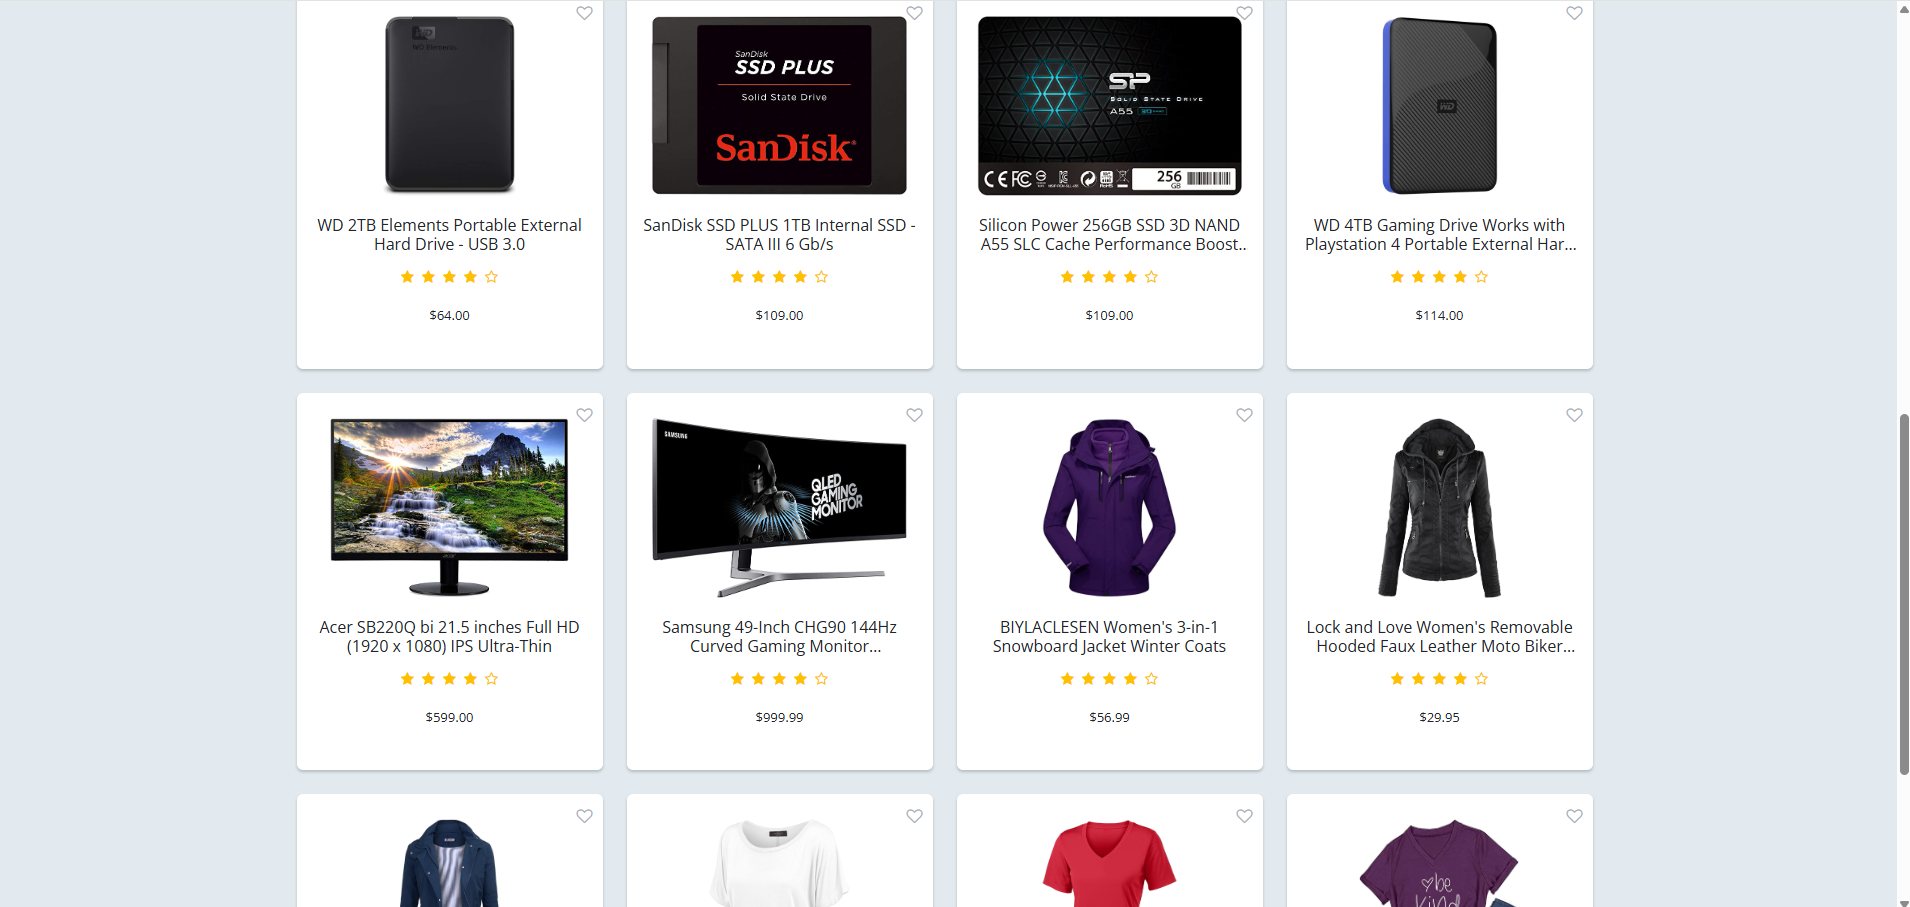 WD
WD Elements
SanDisk
SSD PLUS
Solid State Drive
SanDisk
SP
SOLID STATE DRIVE
A55
256
GB
WD
WD 2TB Elements Portable External
Hard Drive - USB 3.0
SanDisk SSD PLUS 1TB Internal SSD -
SATA III 6 Gb/s
Silicon Power 256GB SSD 3D NAND
A55 SLC Cache Performance Boost..
WD 4TB Gaming Drive Works with
Playstation 4 Portable External Har...
$64.00
$109.00
$109.00
$114.00
acer
SAMSUNG
QLED
GAMING
MONITOR
Acer SB220Q bi 21.5 inches Full HD
(1920 x 1080) IPS Ultra-Thin
Samsung 49-Inch CHG90 144Hz
Curved Gaming Monitor...
BIYLACLESEN Women's 3-in-1
Snowboard Jacket Winter Coats
Lock and Love Women's Removable
Hooded Faux Leather Moto Biker...
$599.00
$999.99
$56.99
$29.95
be
Kind